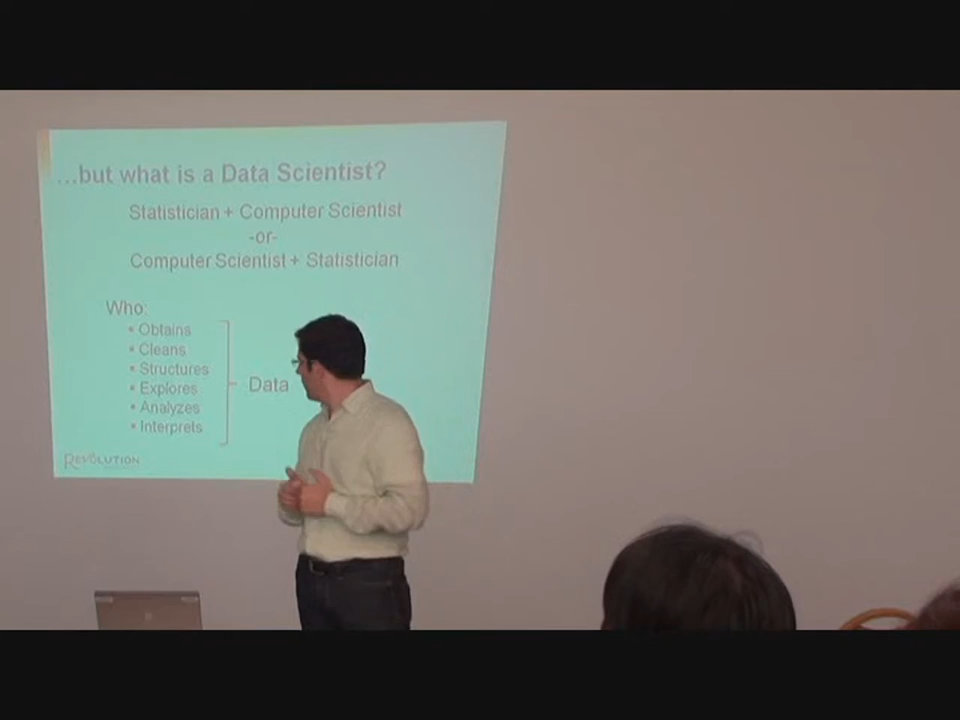 ...but what is a Data Scientist?
Statistician + Computer Scientist
-or-
Computer Scientist + Statistician
Who:
▪ Obtains
▪ Cleans
▪ Structures
▪ Explores
▪ Analyzes
▪ Interprets
Data
REVOLUTION